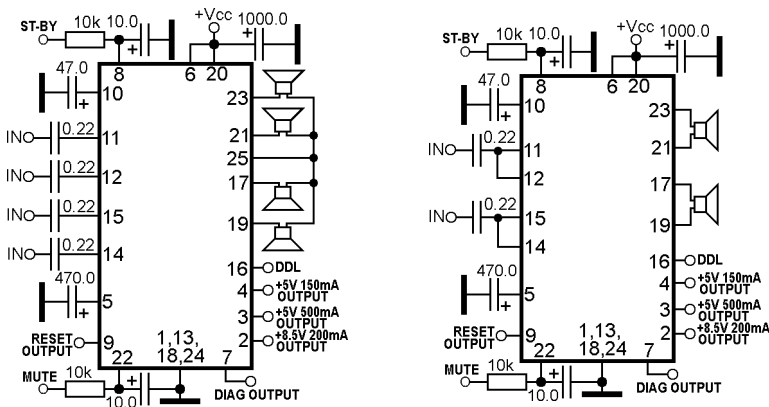 ST-BY 10k 10.0 +Vcc 1000.0
+
+
8 6 20
47.0
+
10 23
IN 0.22 11 21
25
IN 0.22 12 17
IN 0.22 15 19
IN 0.22 14
16 DDL
470.0
+
5 4 +5V 150mA
OUTPUT
3 +5V 500mA
OUTPUT
RESET
OUTPUT
9 1,13,
18,24
2 +8.5V 200mA
OUTPUT
22 7
MUTE 10k
+
10.0
DIAG OUTPUT
ST-BY 10k 10.0 +Vcc 1000.0
+
+
8 6 20
47.0
+
10 23
0.22
IN 11 21
12 17
0.22
IN 15 19
14
16 DDL
470.0
+
5 4 +5V 150mA
OUTPUT
3 +5V 500mA
OUTPUT
RESET
OUTPUT
9 1,13,
18,24
2 +8.5V 200mA
OUTPUT
22 7
MUTE 10k
+
10.0
DIAG OUTPUT